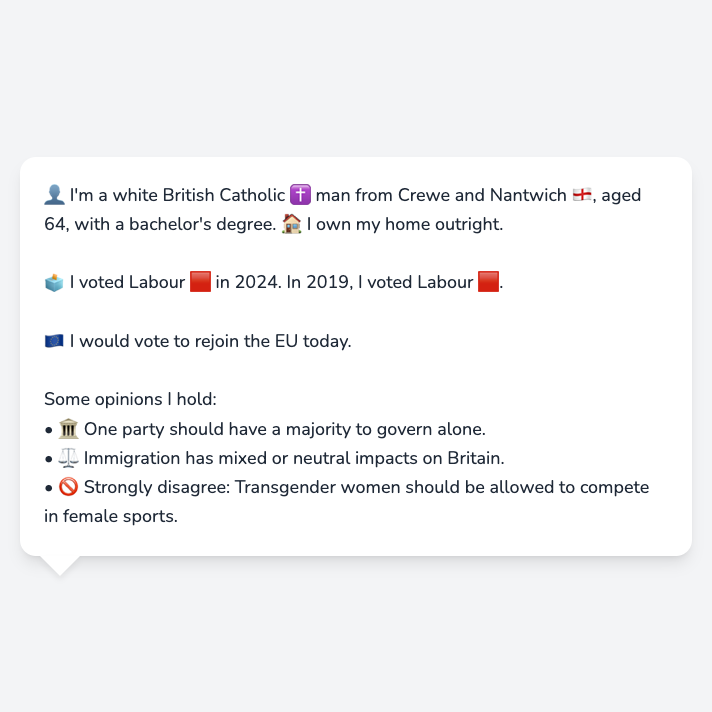 👤 I'm a white British Catholic ✝️ man from Crewe and Nantwich 🏴󠁧󠁢󠁥󠁮󠁧󠁿, aged
64, with a bachelor's degree. 🏠 I own my home outright.
🗳️ I voted Labour 🟥 in 2024. In 2019, I voted Labour 🟥.
🇪🇺 I would vote to rejoin the EU today.
Some opinions I hold:
• 🏛️ One party should have a majority to govern alone.
• ⚖️ Immigration has mixed or neutral impacts on Britain.
• 🚫 Strongly disagree: Transgender women should be allowed to compete
in female sports.